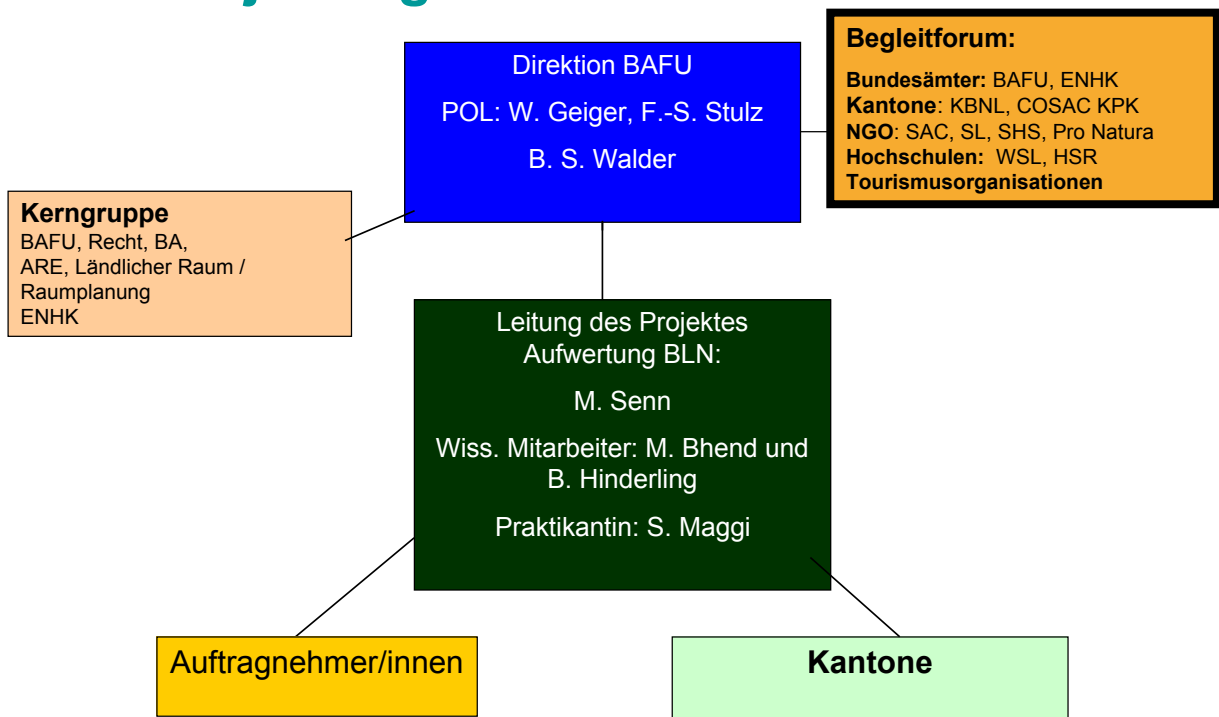 Direktion BAFU
POL: W. Geiger, F.-S. Stulz
B. S. Walder
Begleitforum:
Bundesämter: BAFU, ENHK
Kantone: KBNL, COSAC KPK
NGO: SAC, SL, SHS, Pro Natura
Hochschulen: WSL, HSR
Tourismusorganisationen
Kerngruppe
BAFU, Recht, BA,
ARE, Ländlicher Raum /
Raumplanung
ENHK
Leitung des Projektes
Aufwertung BLN:
M. Senn
Wiss. Mitarbeiter: M. Bhend und
B. Hinderling
Praktikantin: S. Maggi
Auftragnehmer/innen
Kantone